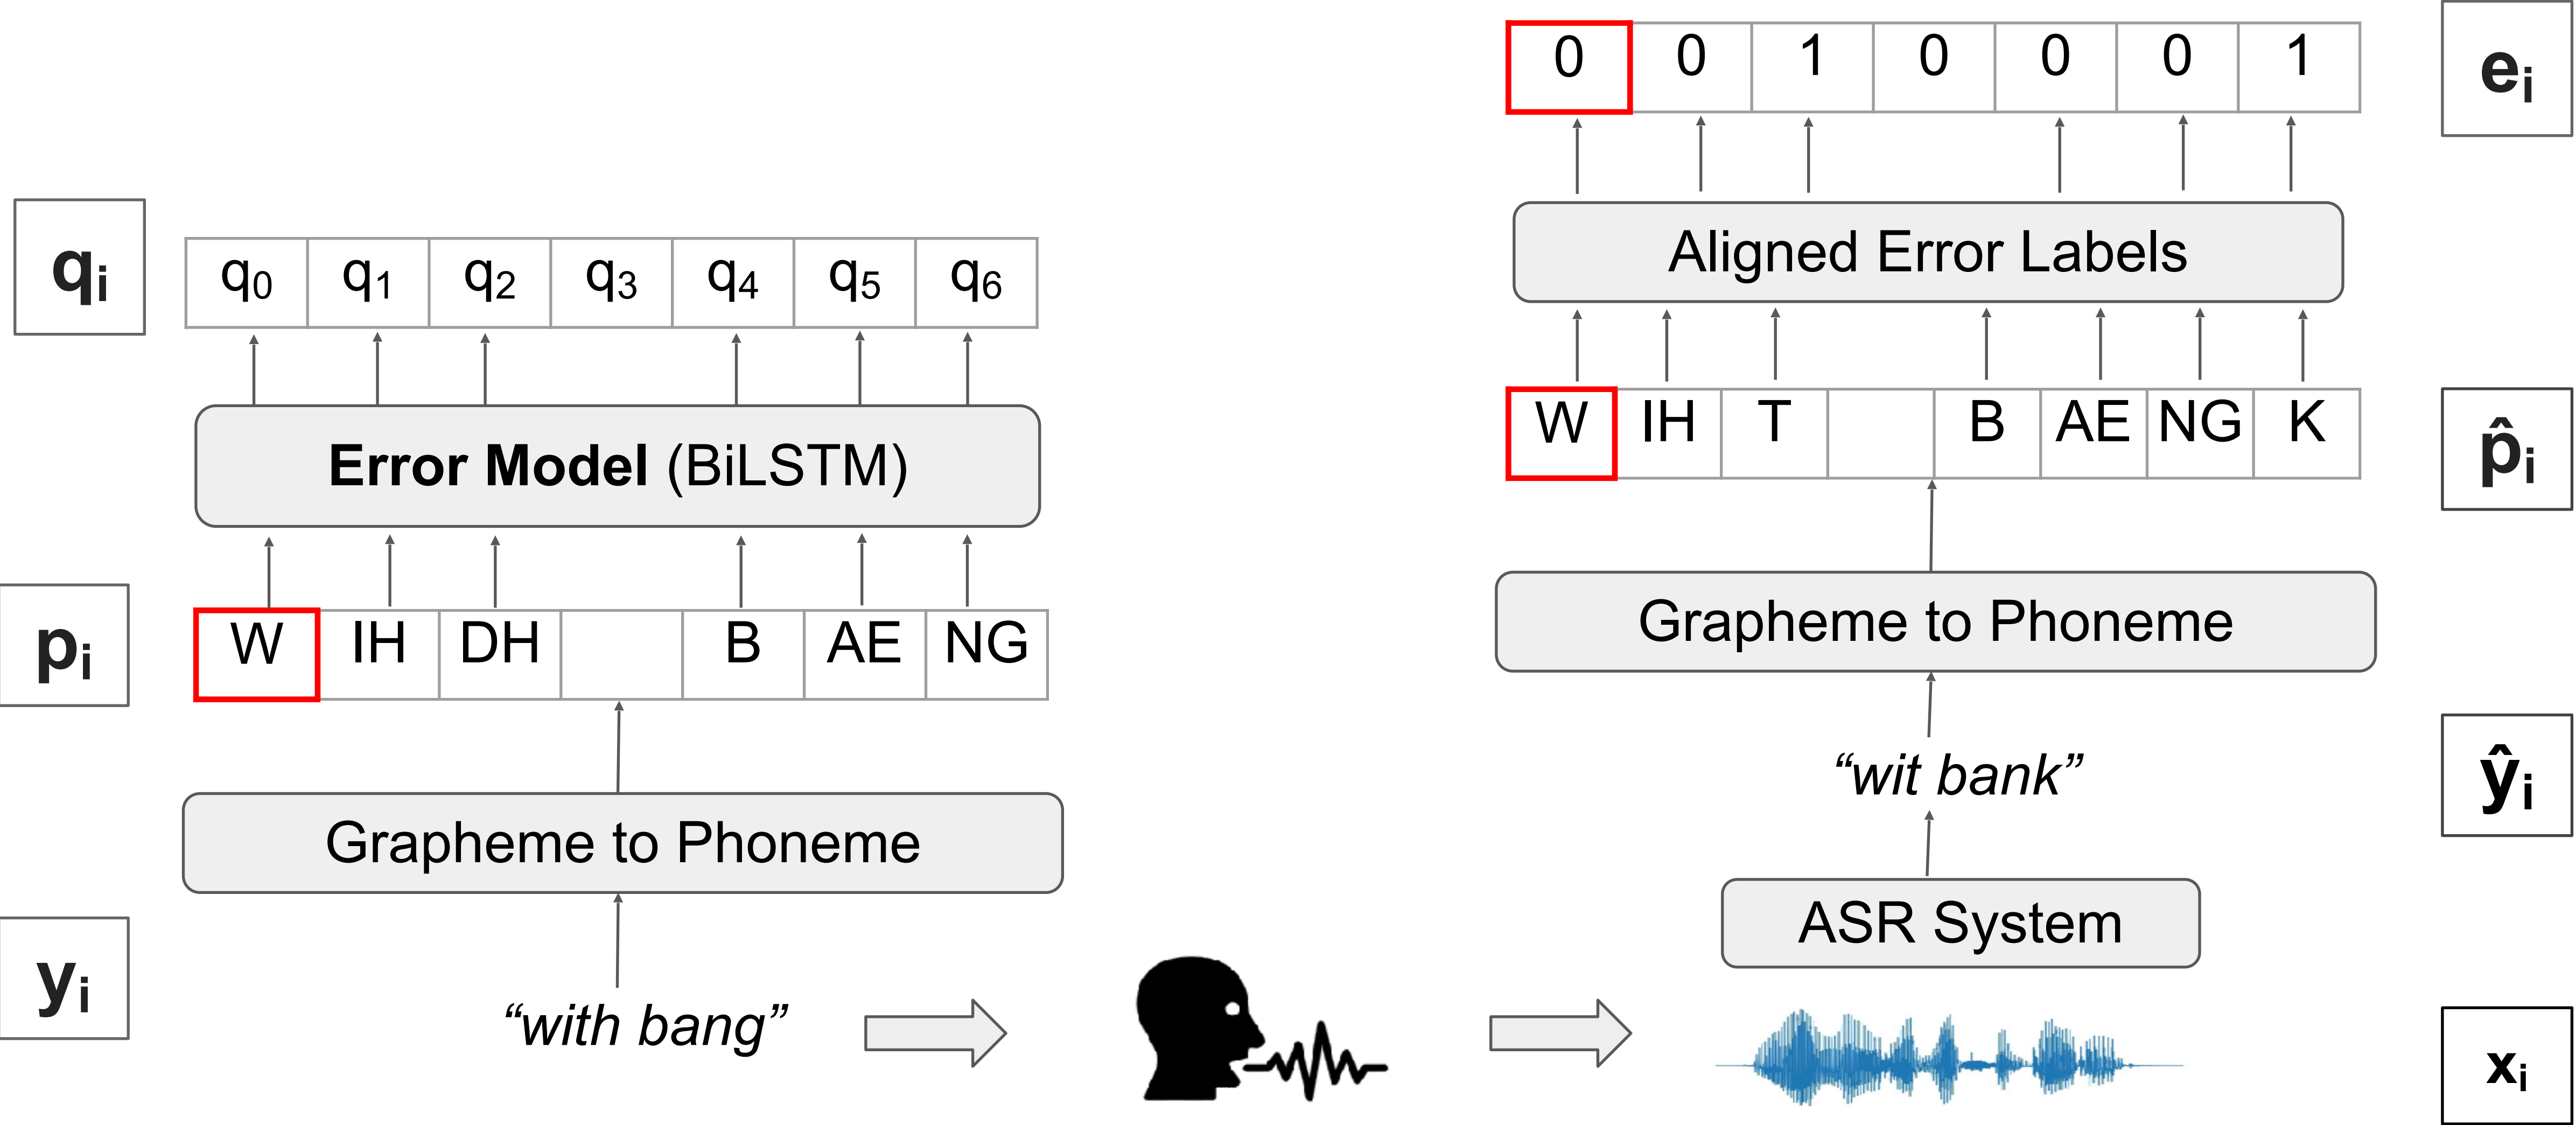 qᵢ
q₀ q₁ q₂ q₃ q₄ q₅ q₆
Error Model (BiLSTM)
pᵢ
W IH DH B AE NG
Grapheme to Phoneme
yᵢ
“with bang”
0 0 1 0 0 0 1
eᵢ
Aligned Error Labels
W IH T B AE NG K
p̂ᵢ
Grapheme to Phoneme
“wit bank”
ŷᵢ
ASR System
xᵢ